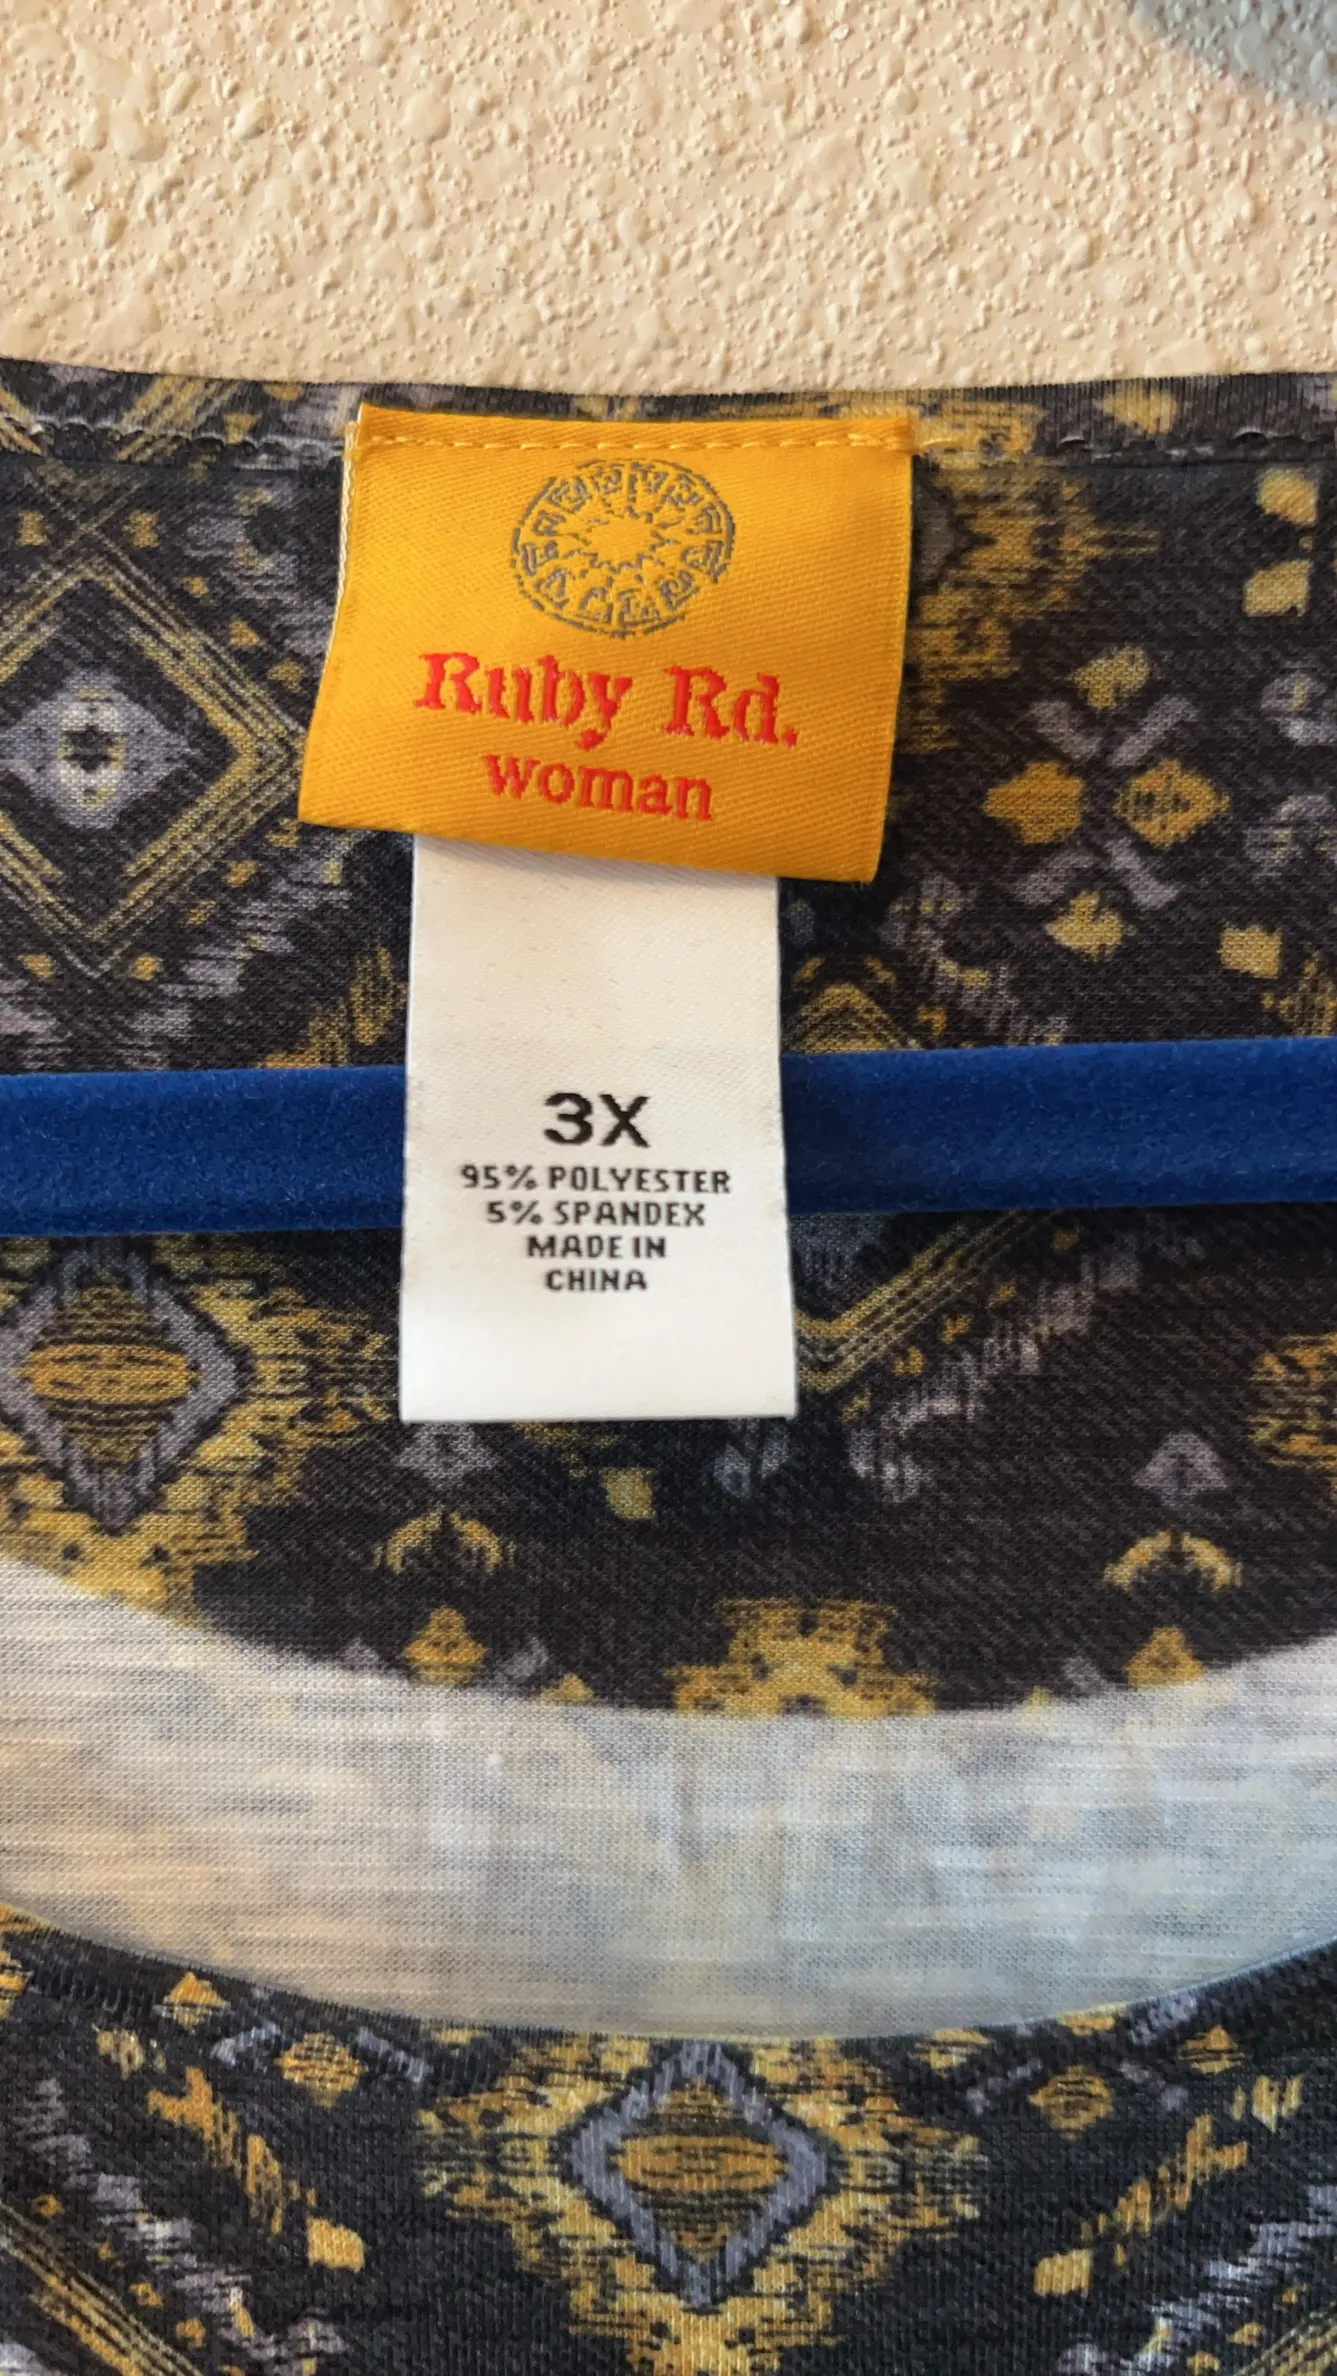 Ruby Rd.
woman
3X
95% POLYESTER
5% SPANDEX
MADE IN
CHINA